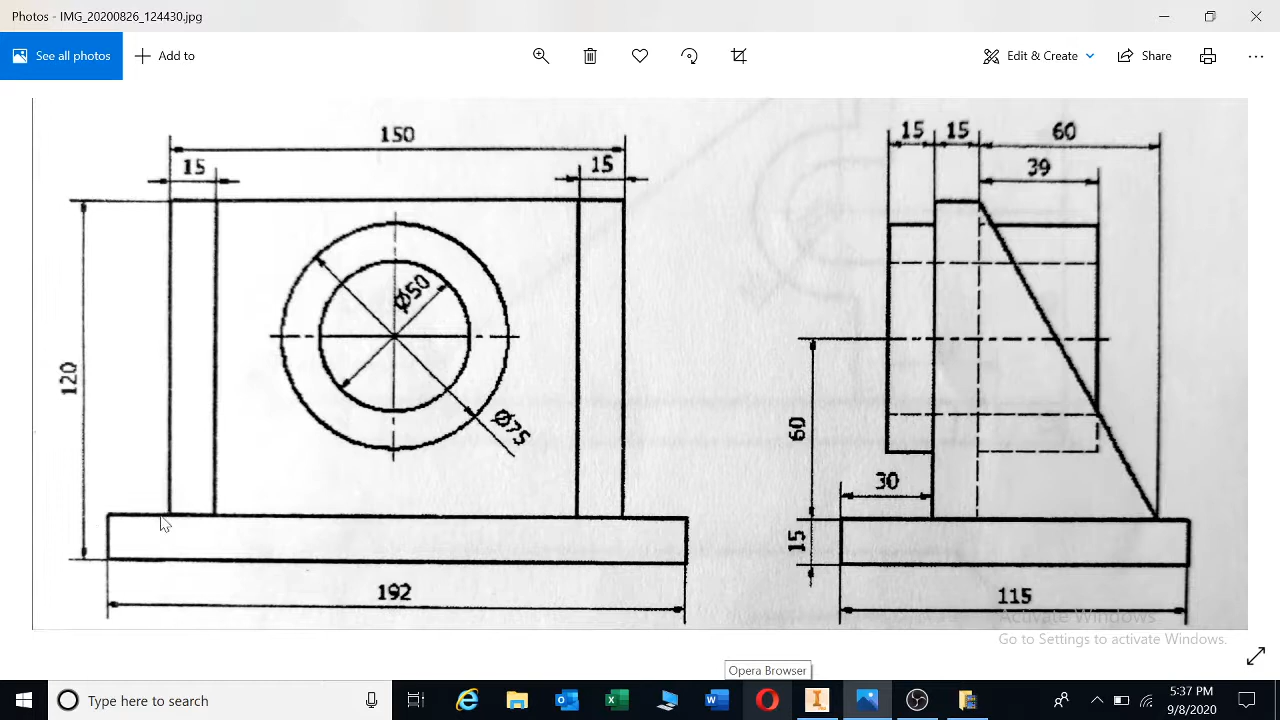 Photos - IMG_20200826_124430.jpg
See all photos
Add to
Edit & Create
Share
150
15
15
120
Ø50
Ø75
192
15
15
60
39
60
30
15
115
Activate Windows
Go to Settings to activate Windows.
Opera Browser
Type here to search
5:37 PM
9/8/2020